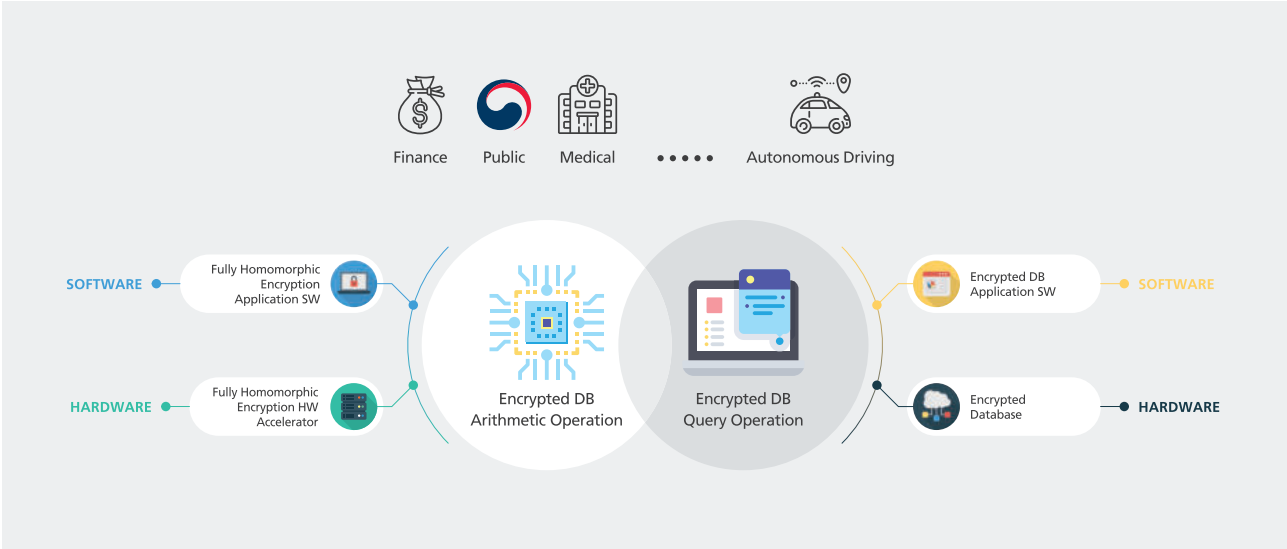 Finance
Public
Medical
Autonomous Driving
SOFTWARE
Fully Homomorphic
Encryption
Application SW
HARDWARE
Fully Homomorphic
Encryption HW
Accelerator
Encrypted DB
Arithmetic Operation
Encrypted DB
Query Operation
Encrypted DB
Application SW
SOFTWARE
Encrypted
Database
HARDWARE